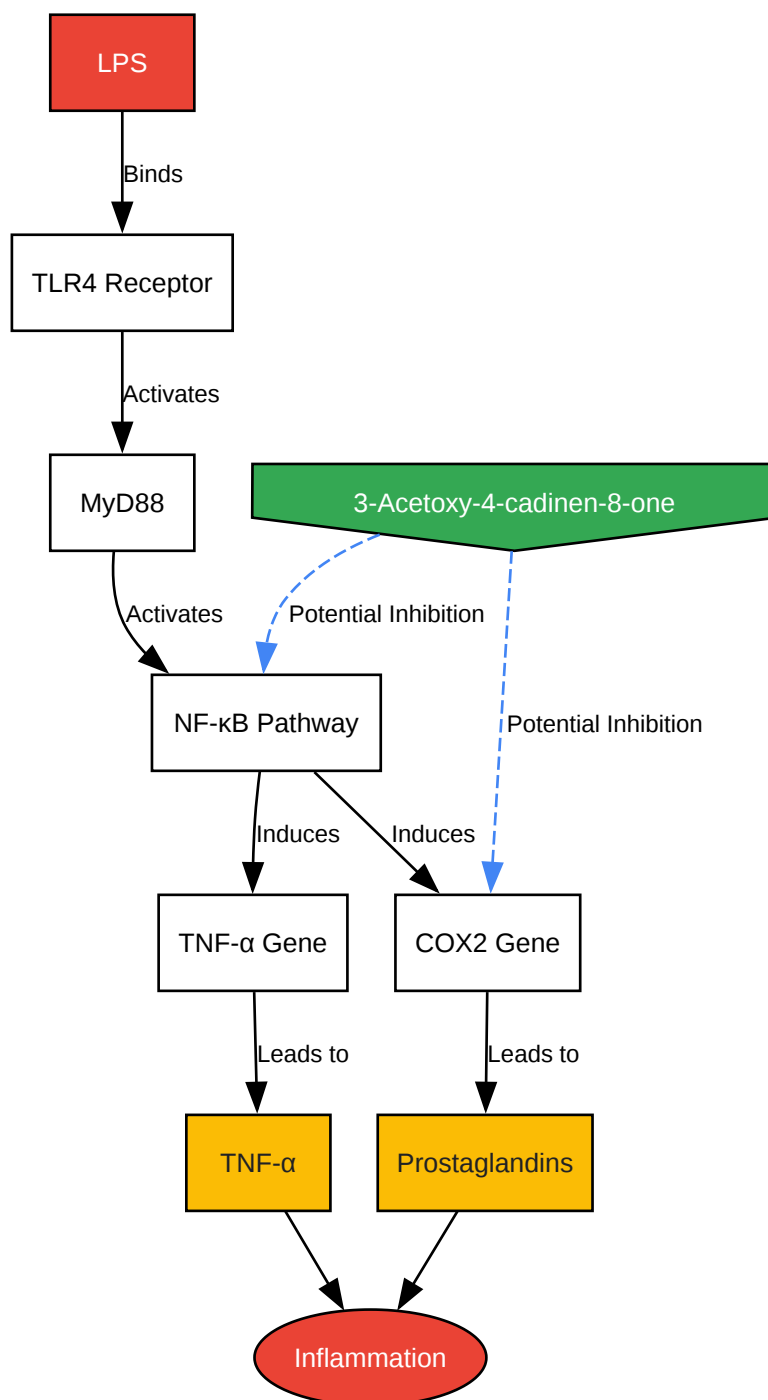 LPS
Binds
TLR4 Receptor
Activates
MyD88
3-Acetoxy-4-cadinen-8-one
Activates
Potential Inhibition
NF-κB Pathway
Potential Inhibition
Induces
Induces
TNF-α Gene
COX2 Gene
Leads to
Leads to
TNF-α
Prostaglandins
Inflammation